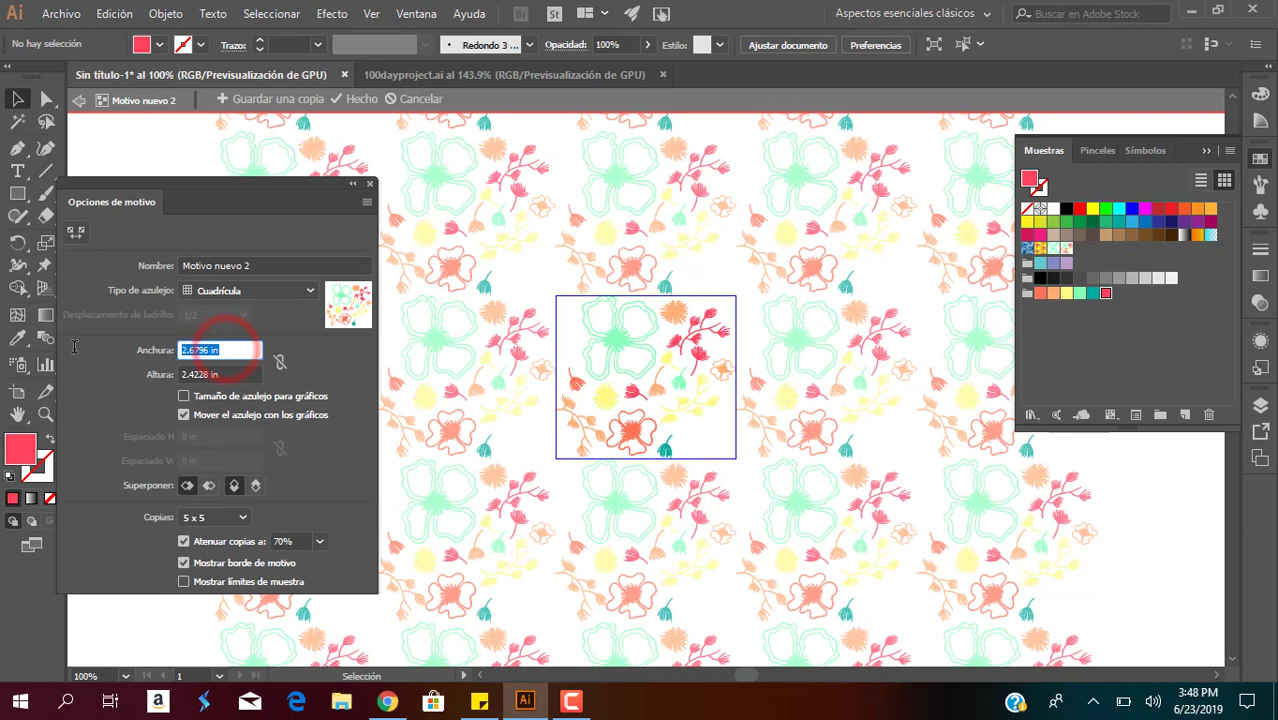 Ai Archivo Edición Objeto Texto Seleccionar Efecto Ver Ventana Ayuda Br St Aspectos esenciales clásicos Buscar en Adobe Stock
No hay selección Trazo: Redondo 3 ... Opacidad: 100% Estilo: Ajustar documento Preferencias
Sin título-1* al 100% (RGB/Previsualización de GPU) 100dayproject.ai al 143.9% (RGB/Previsualización de GPU)
Motivo nuevo 2 Guardar una copia Hecho Cancelar
Muestras Pinceles Símbolos
Opciones de motivo
Nombre: Motivo nuevo 2
Tipo de azulejo: Cuadrícula
Desplazamiento de ladrillo: 1/2
Anchura: 2.6796 in
Altura: 2.4228 in
Tamaño de azulejo para gráficos
Mover el azulejo con los gráficos
Espaciado H: 0 in
Espaciado V: 0 in
Superponer:
Copias: 5 x 5
Atenuar copias a: 70%
Mostrar borde de motivo
Mostrar límites de muestra
100% 1 Selección
a Ai 3:48 PM
6/23/2019